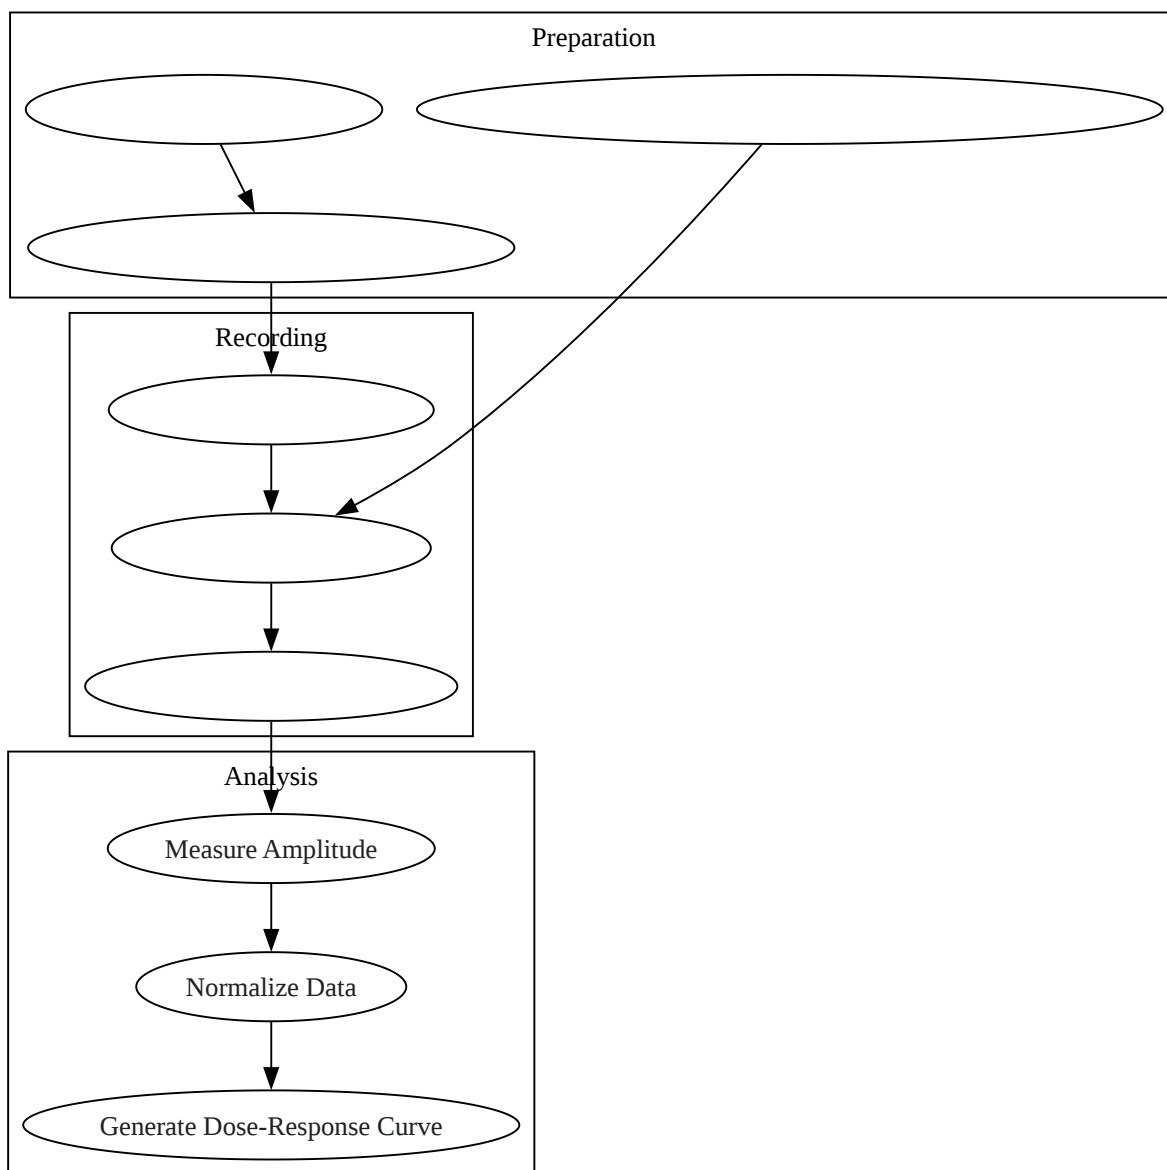 Preparation
Recording
Analysis
Measure Amplitude
Normalize Data
Generate Dose-Response Curve